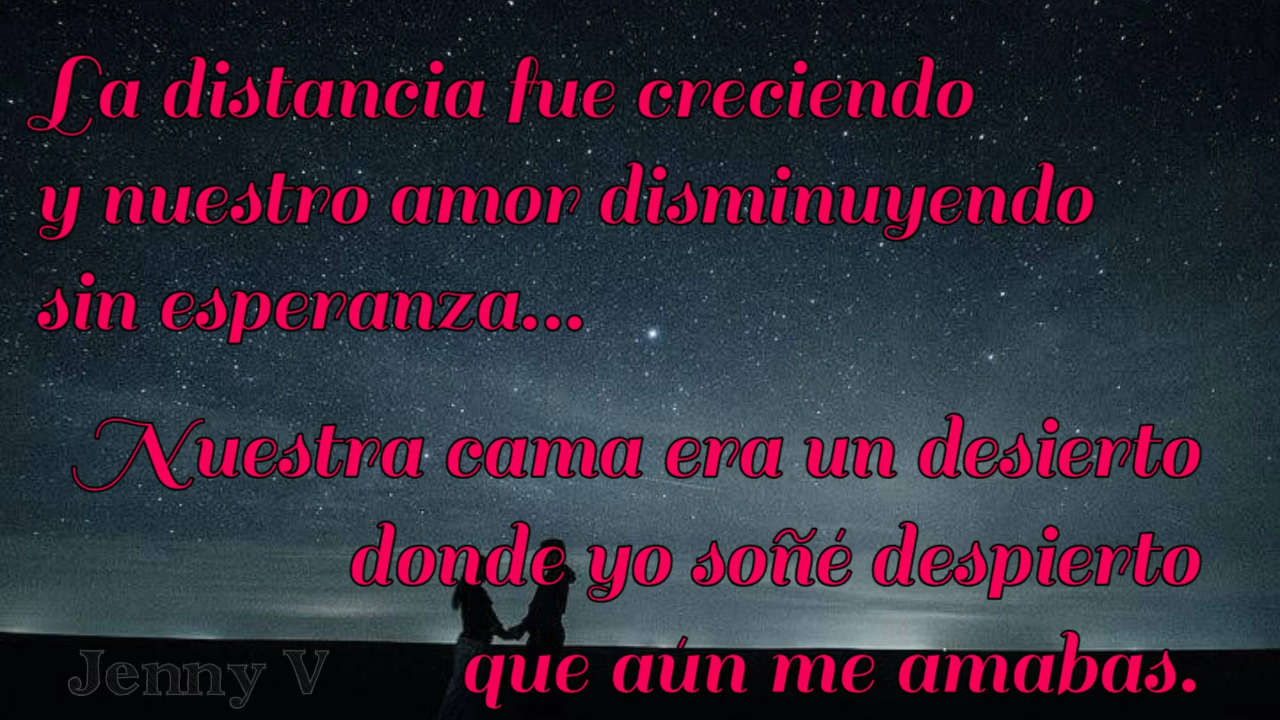 La distancia fue creciendo
y nuestro amor disminuyendo
sin esperanza...
Nuestra cama era un desierto
donde yo soñé despierto
que aún me amabas.
Jenny V